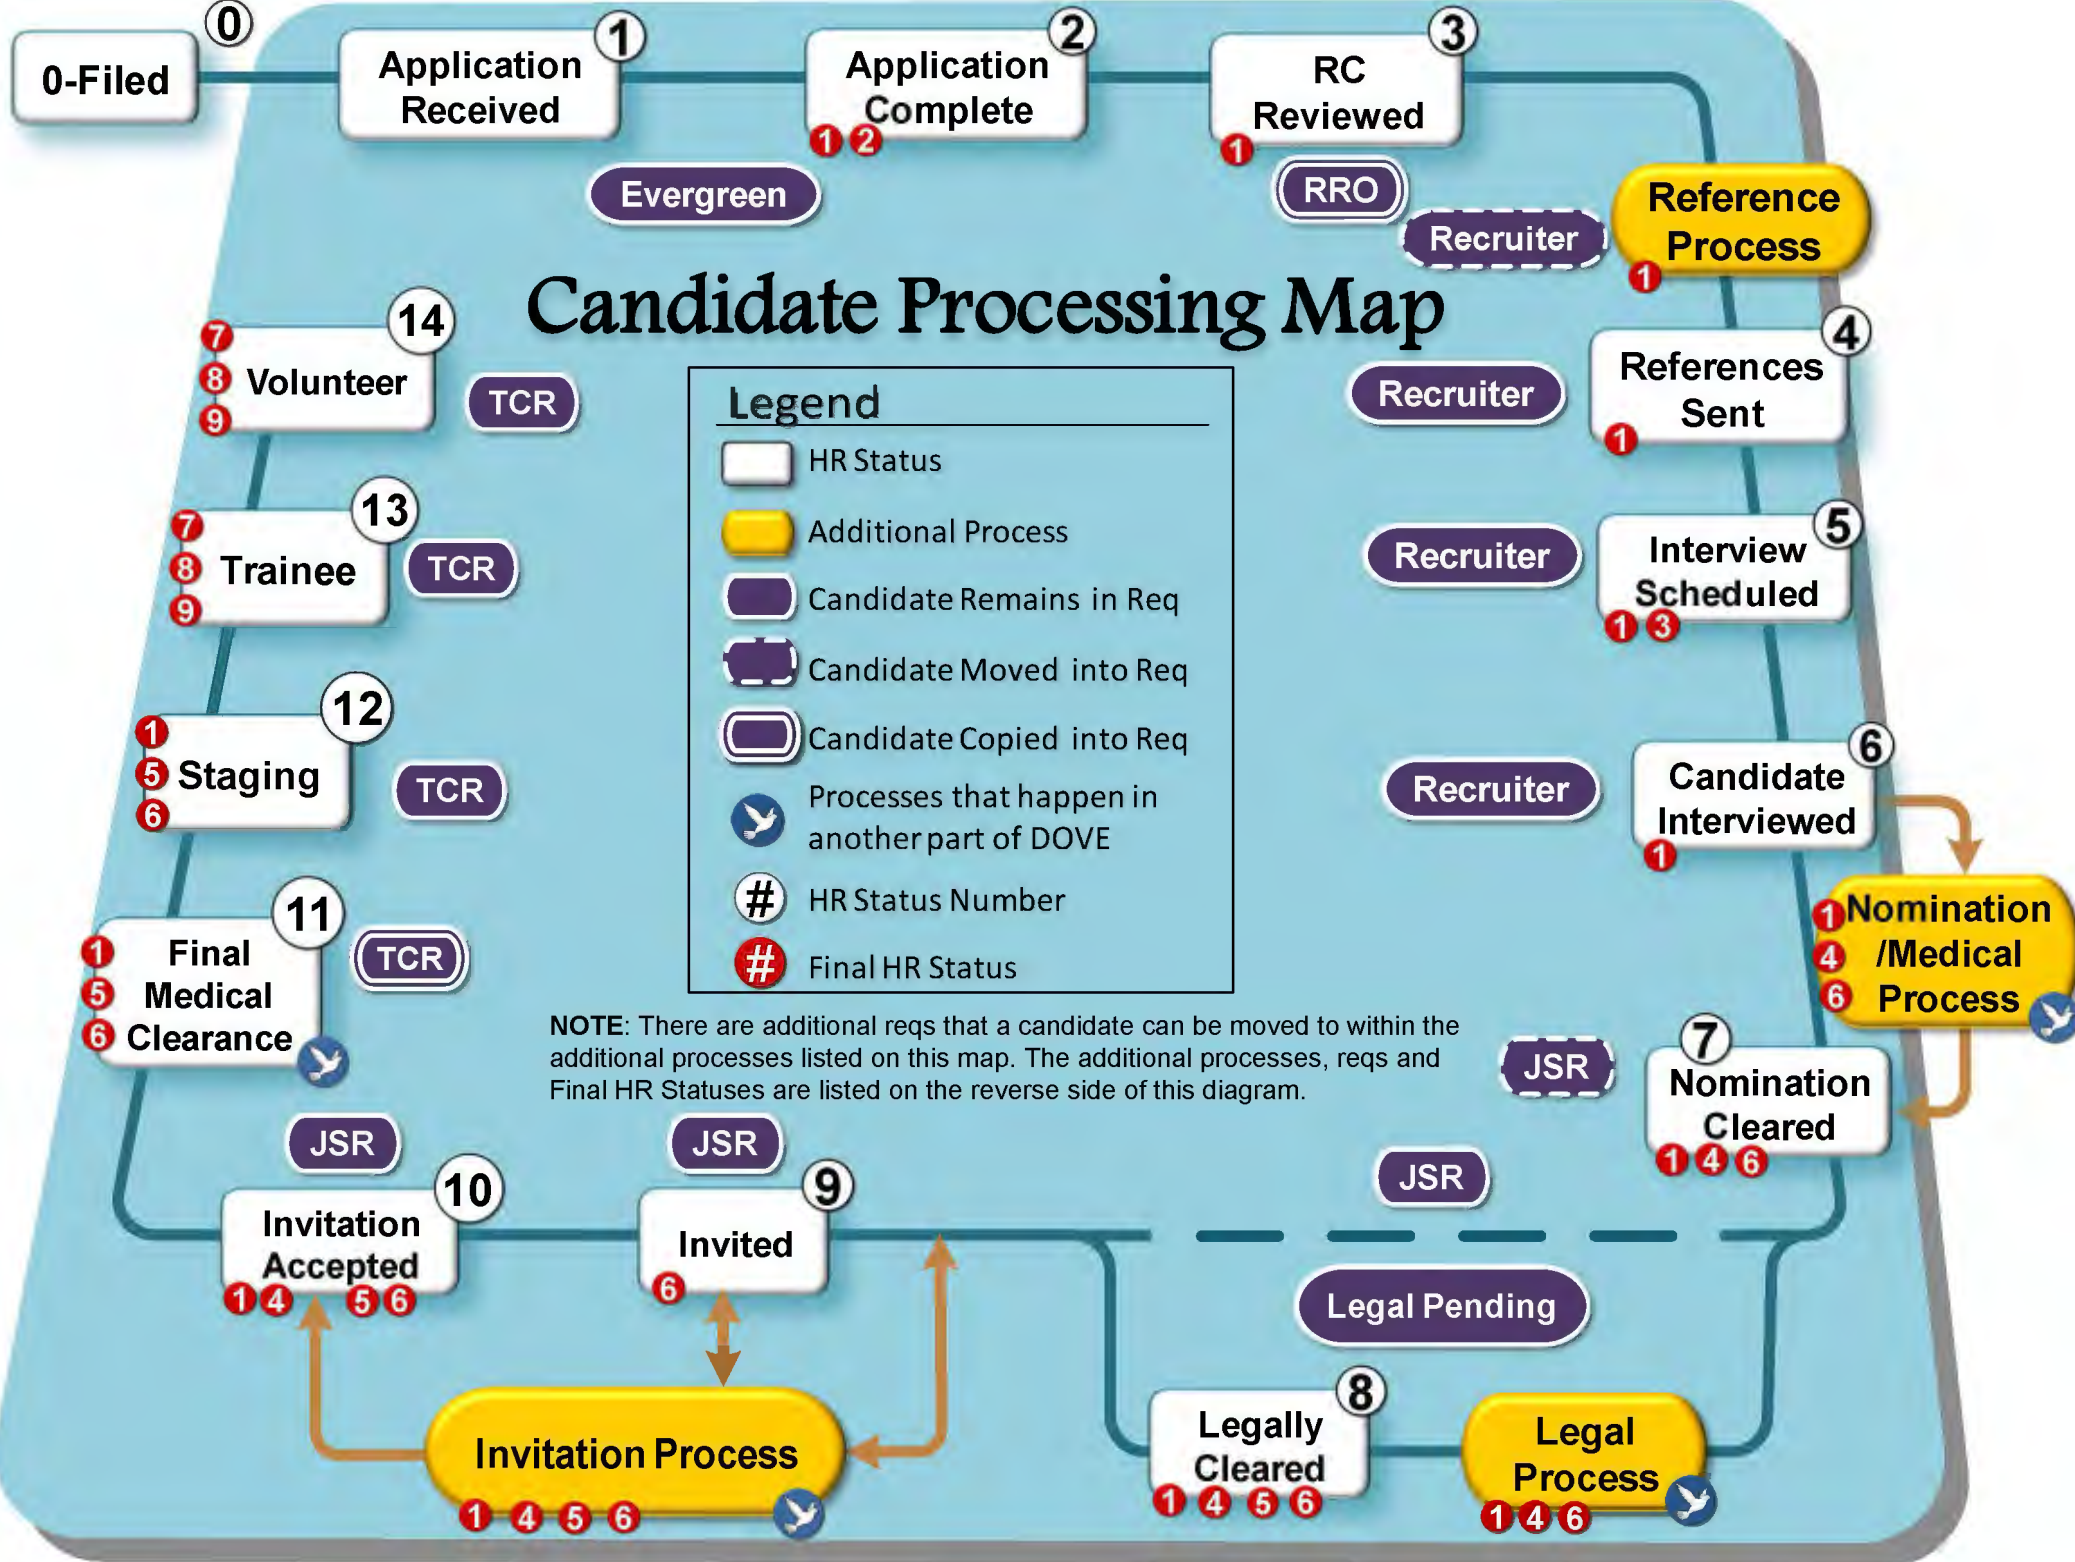 0-Filed
0
Application
Received
1
Application
Complete
2
1 2
RC
Reviewed
3
1
Evergreen
RRO
Recruiter
Reference
Process
1
Candidate Processing Map
References
Sent
4
1
Recruiter
Interview
Scheduled
5
1 3
Recruiter
Candidate
Interviewed
6
1
Recruiter
Nomination
/Medical
Process
1
4
6
Nomination
Cleared
7
1 4 6
JSR
JSR
Legal Pending
Legal
Process
1 4 6
Legally
Cleared
8
1 4 5 6
Invited
9
6
JSR
Invitation Process
1 4 5 6
Invitation
Accepted
10
1 4 5 6
JSR
Final
Medical
Clearance
11
1
5
6
TCR
Staging
12
1
5
6
TCR
Trainee
13
7
8
9
TCR
Volunteer
14
7
8
9
TCR
Legend
HR Status
Additional Process
Candidate Remains in Req
Candidate Moved into Req
Candidate Copied into Req
Processes that happen in
another part of DOVE
# HR Status Number
# Final HR Status
NOTE: There are additional reqs that a candidate can be moved to within the
additional processes listed on this map. The additional processes, reqs and
Final HR Statuses are listed on the reverse side of this diagram.